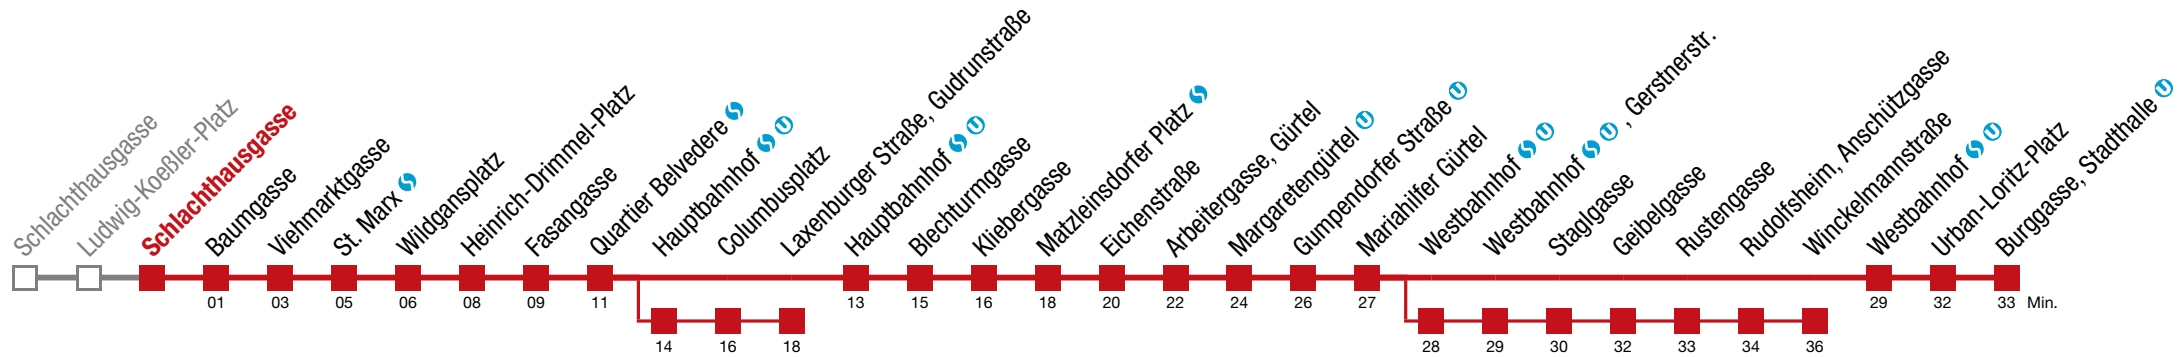 Schlachthausgasse
Ludwig-Koeßler-Platz
Schlachthausgasse
Baumgasse
Viehmarktgasse
St. Marx S
Wildgansplatz
Heinrich-Drimmel-Platz
Fasangasse
Quartier Belvedere S
Hauptbahnhof S U
Columbusplatz
Laxenburger Straße, Gudrunstraße
Hauptbahnhof S U
Blechturmgasse
Kliebergasse
Matzleinsdorfer Platz S
Eichenstraße
Arbeitergasse, Gürtel
Margaretengürtel U
Gumpendorfer Straße U
Mariahilfer Gürtel
Westbahnhof S U
Westbahnhof S U , Gerstnerstr.
Staglgasse
Geibelgasse
Rustengasse
Rudolfsheim, Anschützgasse
Winckelmannstraße
Westbahnhof S U
Urban-Loritz-Platz
Burggasse, Stadthalle U
01 03 05 06 08 09 11 13 15 16 18 20 22 24 26 27 29 32 33 Min.
14 16 18 28 29 30 32 33 34 36